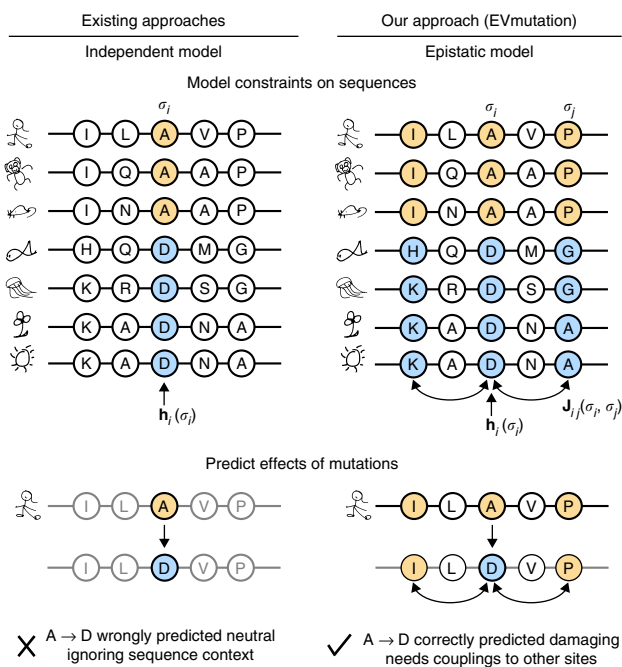 Existing approaches
Our approach (EVmutation)
Independent model
Epistatic model
Model constraints on sequences
σi
σi σj
I L A V P
I L A V P
I Q A A P
I Q A A P
I N A A P
I N A A P
H Q D M G
H Q D M G
K R D S G
K R D S G
K A D N A
K A D N A
K A D N A
K A D N A
hi(σi)
Jij(σi, σj)
hi(σi)
Predict effects of mutations
I L A V P
I L A V P
I L D V P
I L D V P
A → D wrongly predicted neutral
ignoring sequence context
A → D correctly predicted damaging
needs couplings to other sites